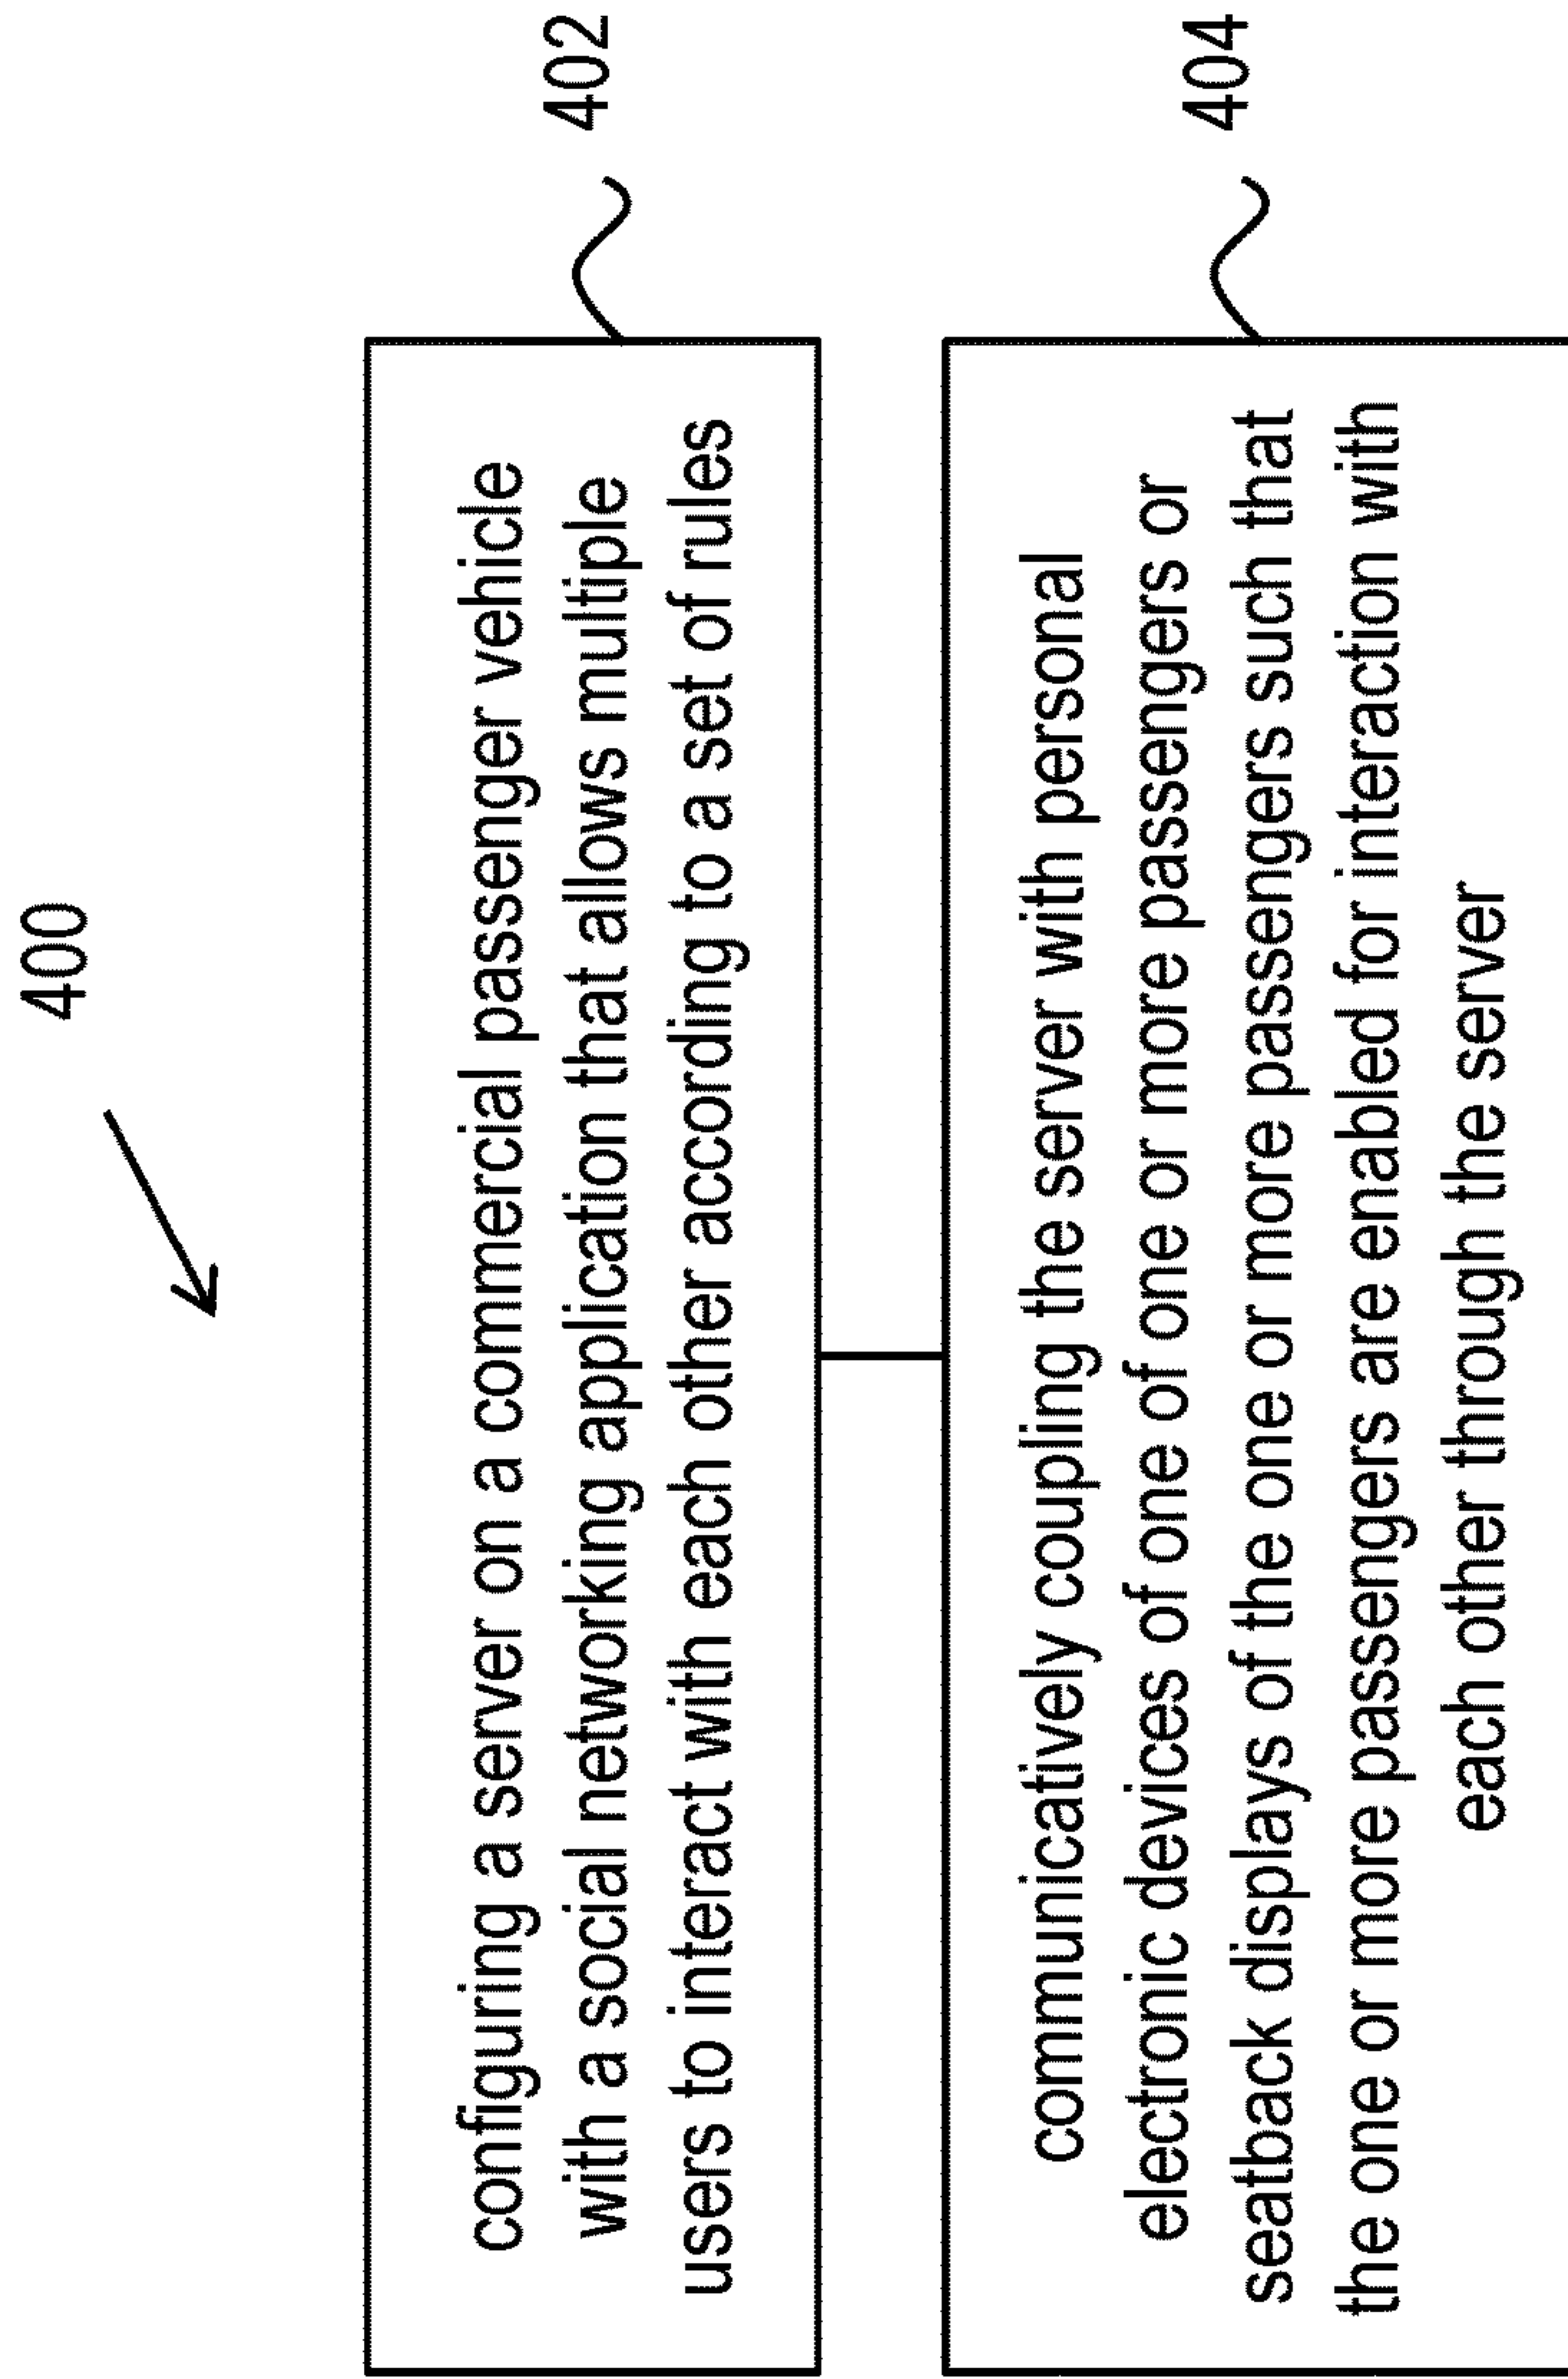 400
configuring a server on a commercial passenger vehicle
with a social networking application that allows multiple
users to interact with each other according to a set of rules
402
communicatively coupling the server with personal
electronic devices of one of one or more passengers or
seatback displays of the one or more passengers such that
the one or more passengers are enabled for interaction with
each other through the server
404